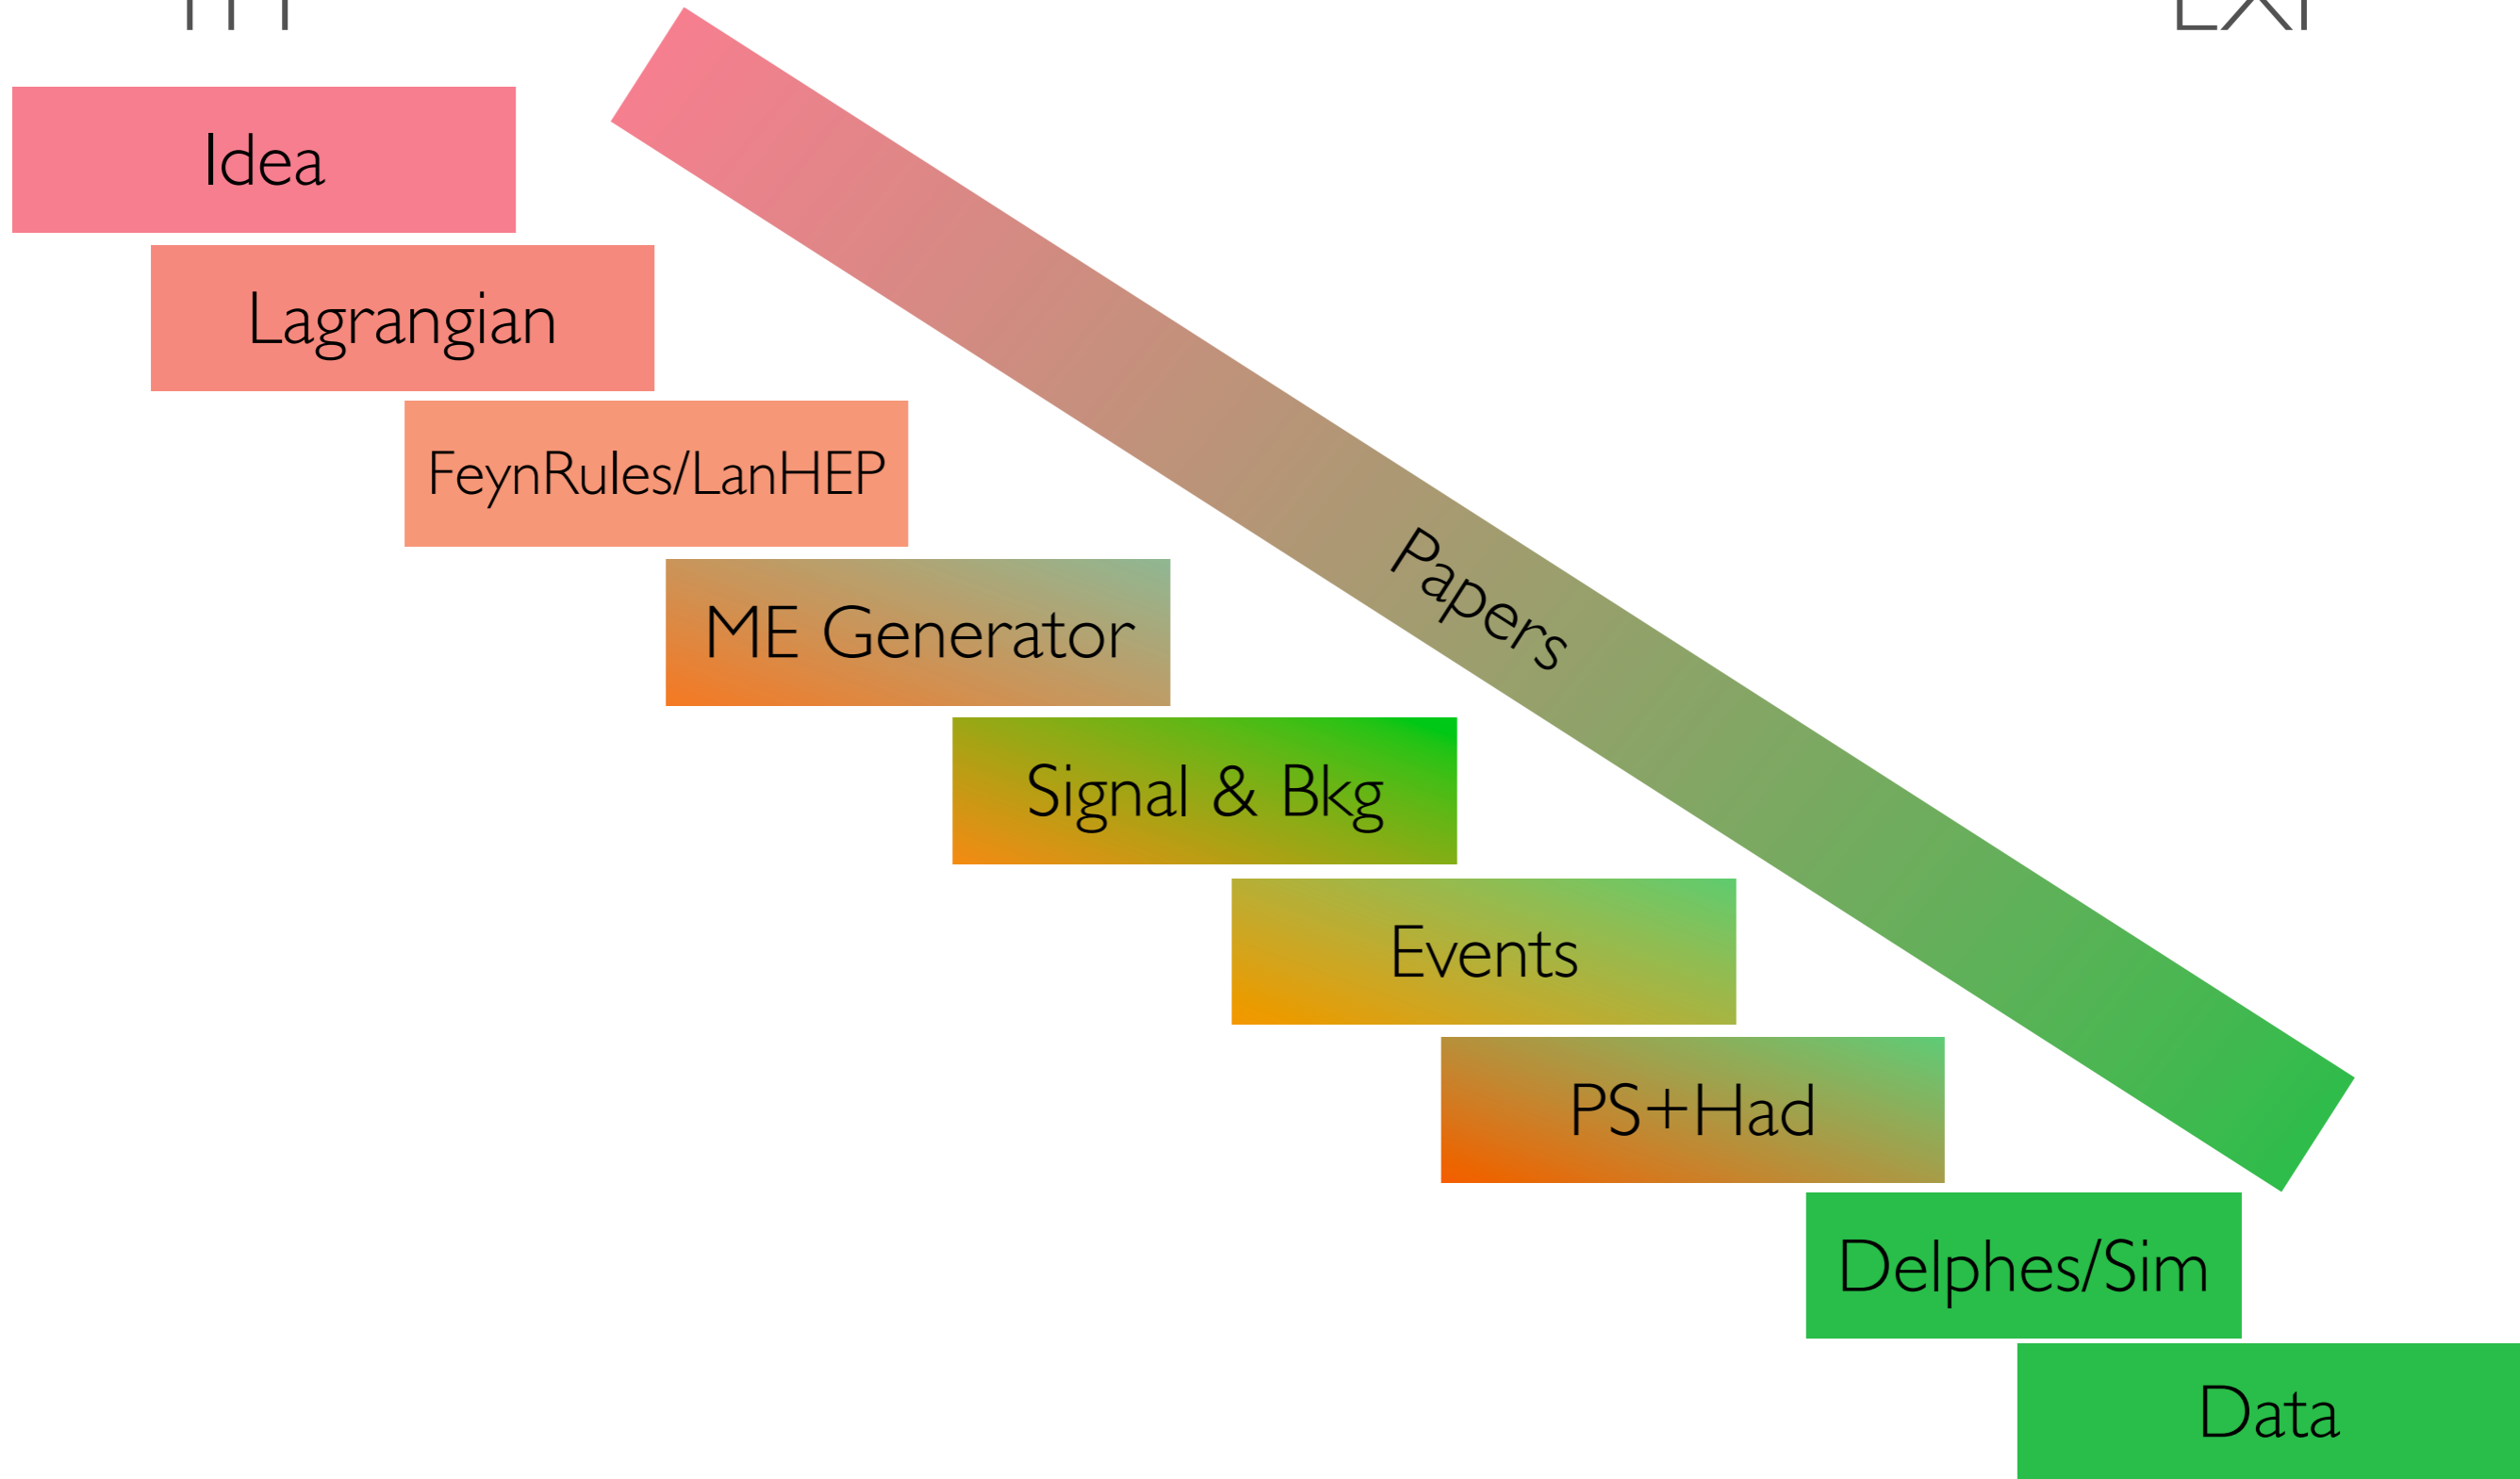 Idea
Lagrangian
FeynRules/LanHEP
ME Generator
Papers
Signal & Bkg
Events
PS+Had
Delphes/Sim
Data